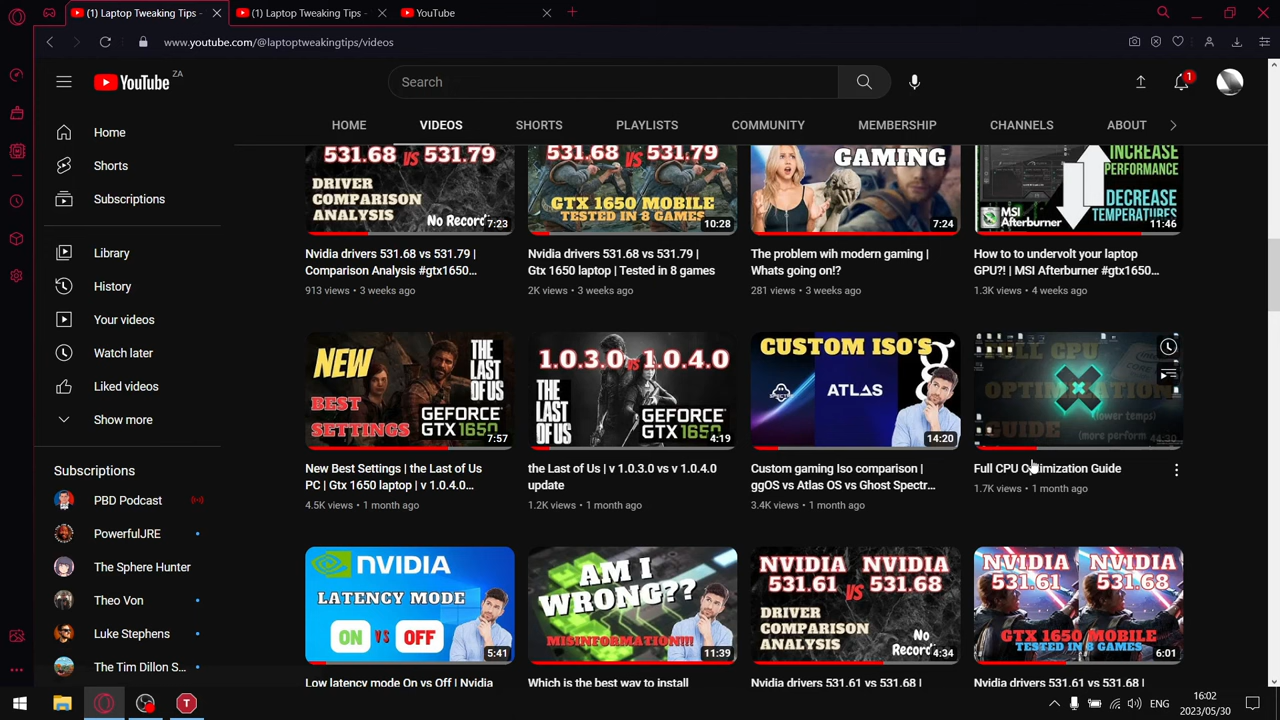 (1) Laptop Tweaking Tips -
(1) Laptop Tweaking Tips -
YouTube
www.youtube.com/@laptoptweakingtips/videos
YouTube ZA
Search
1
HOME
VIDEOS
SHORTS
PLAYLISTS
COMMUNITY
MEMBERSHIP
CHANNELS
ABOUT
Home
Shorts
Subscriptions
Library
History
Your videos
Watch later
Liked videos
Show more
Subscriptions
PBD Podcast
PowerfulJRE
The Sphere Hunter
Theo Von
Luke Stephens
The Tim Dillon S...
531.68 VS 531.79
DRIVER
COMPARISON
ANALYSIS
No Record
7:23
Nvidia drivers 531.68 vs 531.79 |
Comparison Analysis #gtx1650...
913 views • 3 weeks ago
531.68 VS 531.79
GTX 1650 MOBILE
TESTED IN 8 GAMES
10:28
Nvidia drivers 531.68 vs 531.79 |
Gtx 1650 laptop | Tested in 8 games
2K views • 3 weeks ago
GAMING
7:24
The problem wih modern gaming |
Whats going on!?
281 views • 3 weeks ago
INCREASE
PERFORMANCE
DECREASE
TEMPERATURES
MSI
Afterburner
11:46
How to to undervolt your laptop
GPU?! | MSI Afterburner #gtx1650...
1.3K views • 4 weeks ago
NEW
BEST
SETTINGS
THE
LAST
OF US
GEFORCE
GTX 1650
7:57
New Best Settings | the Last of Us
PC | Gtx 1650 laptop | v 1.0.4.0...
4.5K views • 1 month ago
1.0.3.0 VS 1.0.4.0
THE
LAST
OF US
GEFORCE
GTX 1650
4:19
the Last of Us | v 1.0.3.0 vs v 1.0.4.0
update
1.2K views • 1 month ago
CUSTOM ISO'S
ATLAS
14:20
Custom gaming Iso comparison |
ggOS vs Atlas OS vs Ghost Spectr...
3.4K views • 1 month ago
FULL CPU
OPTIMIZATION
GUIDE
(lower temps)
(more perform
44:30
Full CPU Optimization Guide
1.7K views • 1 month ago
NVIDIA
LATENCY MODE
ON VS OFF
5:41
Low latency mode On vs Off | Nvidia
AM I
WRONG??
MISINFORMATION!!!
11:39
Which is the best way to install
NVIDIA NVIDIA
531.61 VS 531.68
DRIVER
COMPARISON
ANALYSIS
No
Record
4:34
Nvidia drivers 531.61 vs 531.68 |
NVIDIA NVIDIA
531.61 531.68
GTX 1650 MOBILE
TESTED IN 8 GAMES
6:01
Nvidia drivers 531.61 vs 531.68 |
T
ENG
16:02
2023/05/30